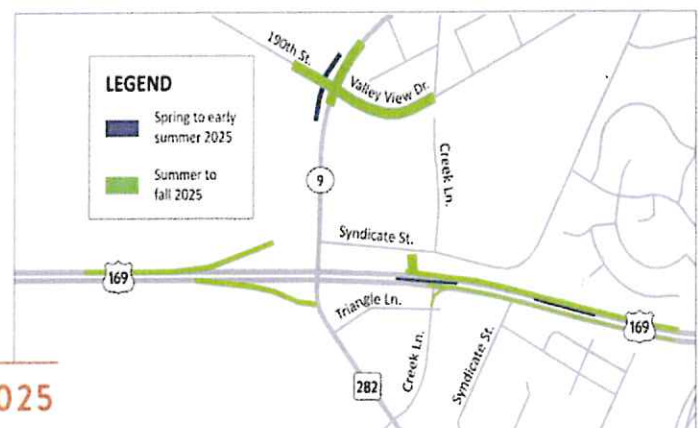 190th St.
Valley View Dr.
LEGEND
Spring to early
summer 2025
Summer to
fall 2025
9
Creek Ln.
Syndicate St.
169
Triangle Ln.
169
282
Creek Ln.
Syndicate St.
025